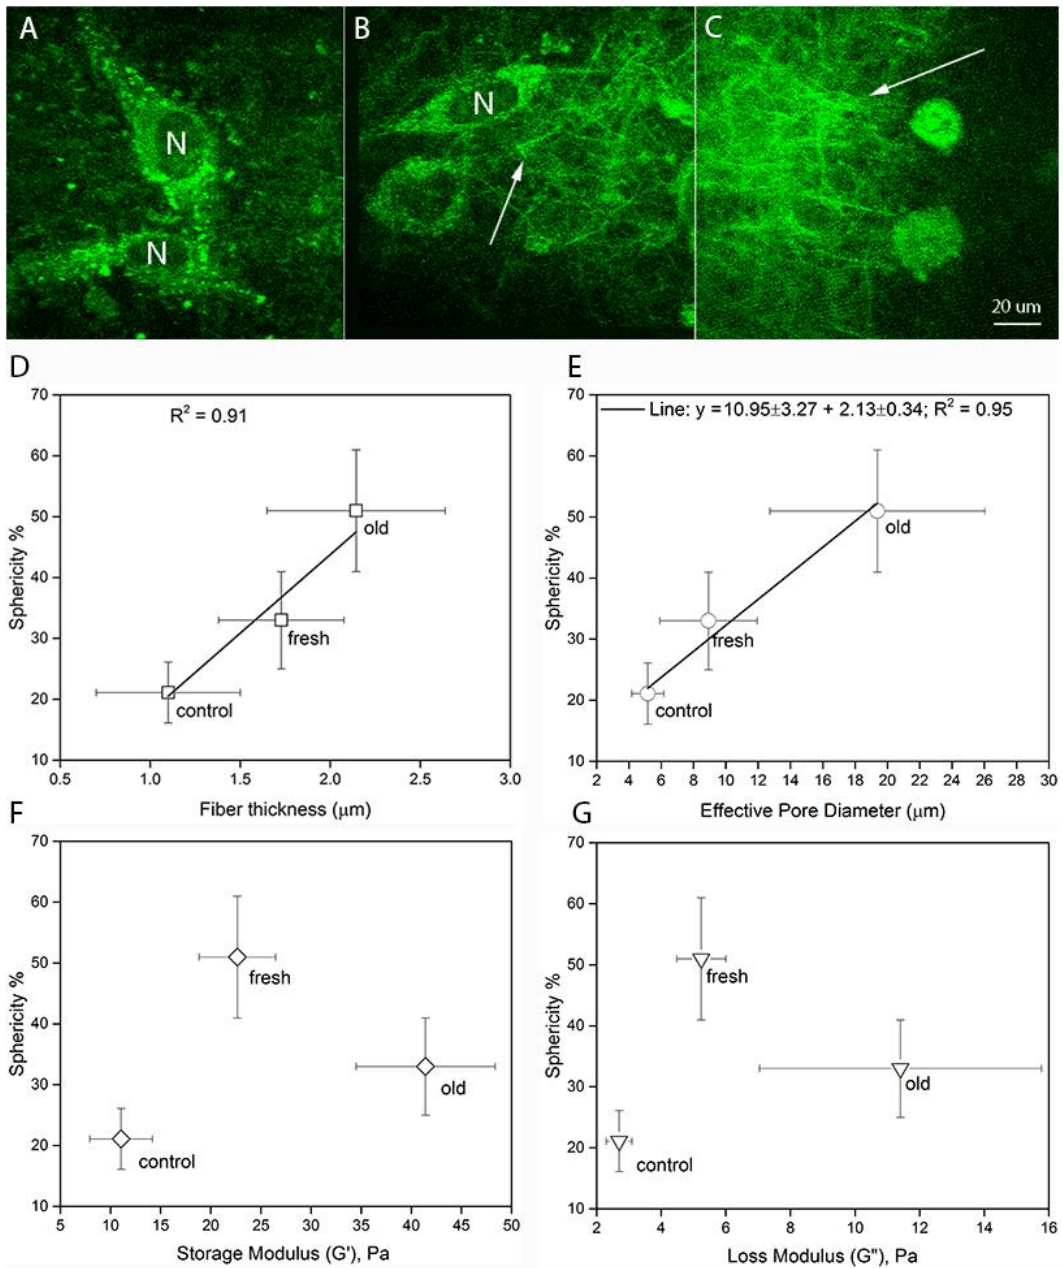 A
B
C
N
N
N
20 um
D
70
60
50
40
30
20
10
Sphericity %
R² = 0.91
old
fresh
control
0.5 1.0 1.5 2.0 2.5 3.0
Fiber thickness (μm)
E
70
60
50
40
30
20
10
Sphericity %
Line: y = 10.95±3.27 + 2.13±0.34; R² = 0.95
old
fresh
control
2 4 6 8 10 12 14 16 18 20 22 24 26 28 30
Effective Pore Diameter (μm)
F
70
60
50
40
30
20
10
Sphericity %
fresh
old
control
5 10 15 20 25 30 35 40 45 50
Storage Modulus (G'), Pa
G
70
60
50
40
30
20
10
Sphericity %
fresh
old
control
2 4 6 8 10 12 14 16
Loss Modulus (G"), Pa